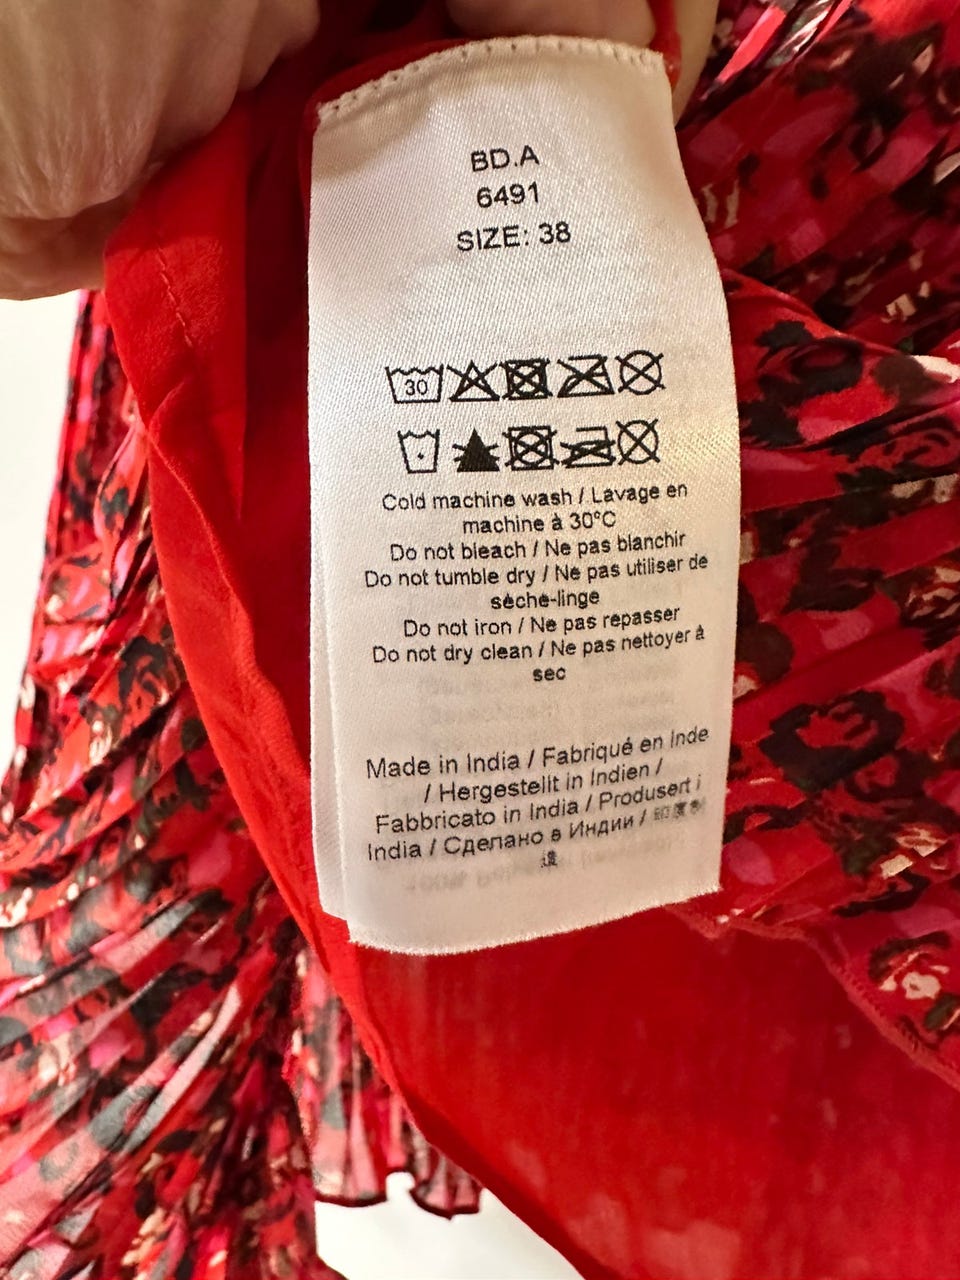 BD.A
6491
SIZE: 38
30
Cold machine wash / Lavage en
machine à 30°C
Do not bleach / Ne pas blanchir
Do not tumble dry / Ne pas utiliser de
sèche-linge
Do not iron / Ne pas repasser
Do not dry clean / Ne pas nettoyer à
sec
Made in India / Fabriqué en Inde
/ Hergestellt in Indien /
Fabbricato in India / Produsert i
India / Сделано в Индии /